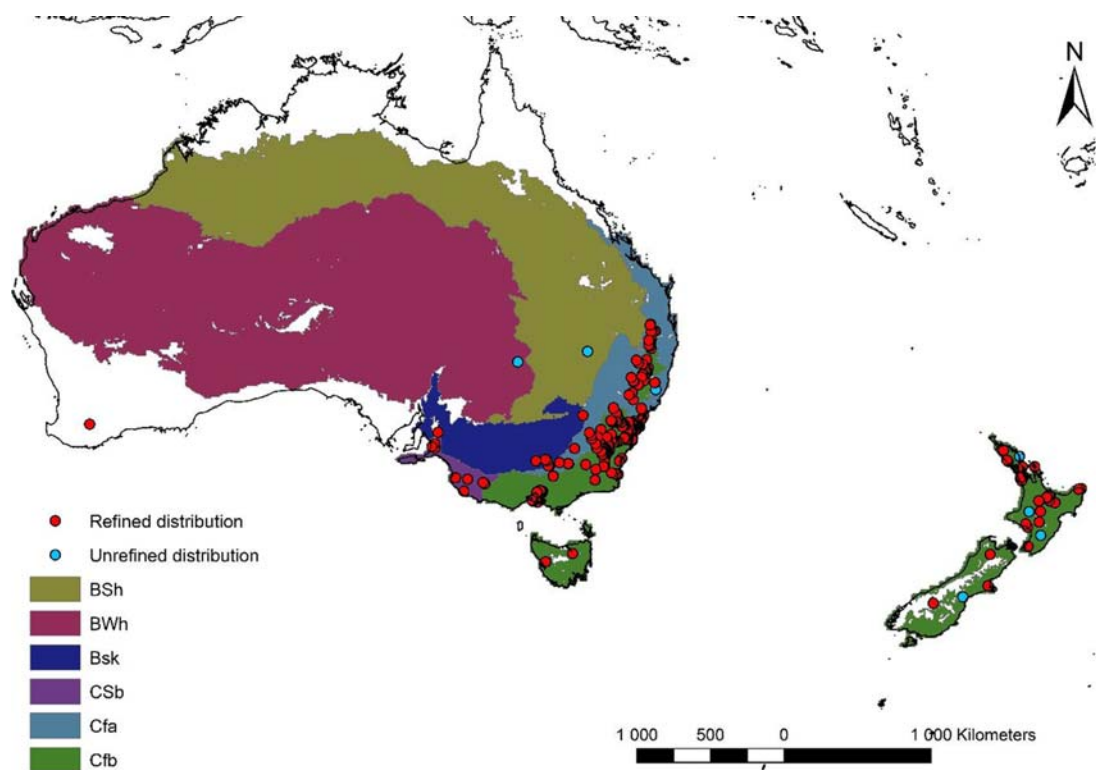 N
Refined distribution
Unrefined distribution
BSh
BWh
Bsk
CSb
Cfa
Cfb
1 000 500 0 1 000 Kilometers